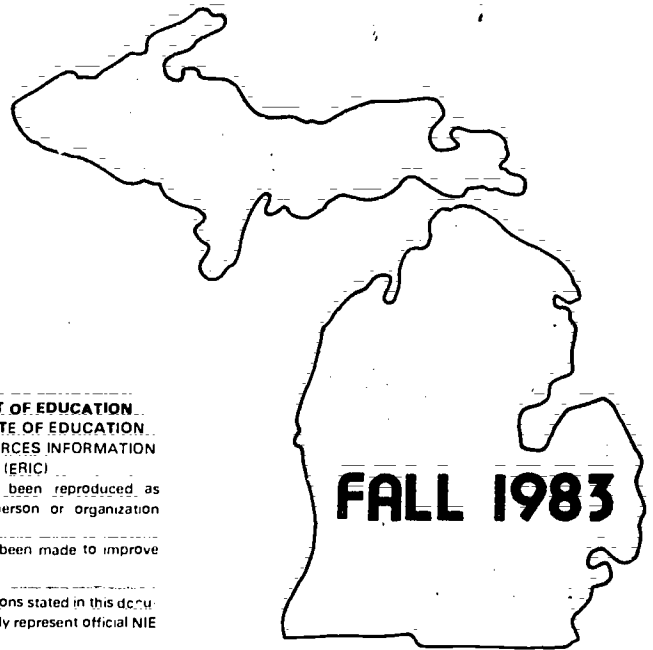 T OF EDUCATION
TE OF EDUCATION
RCES INFORMATION
(ERIC)
been reproduced as
erson or organization
been made to improve
ons stated in this docu
ly represent official NIE
FALL 1983